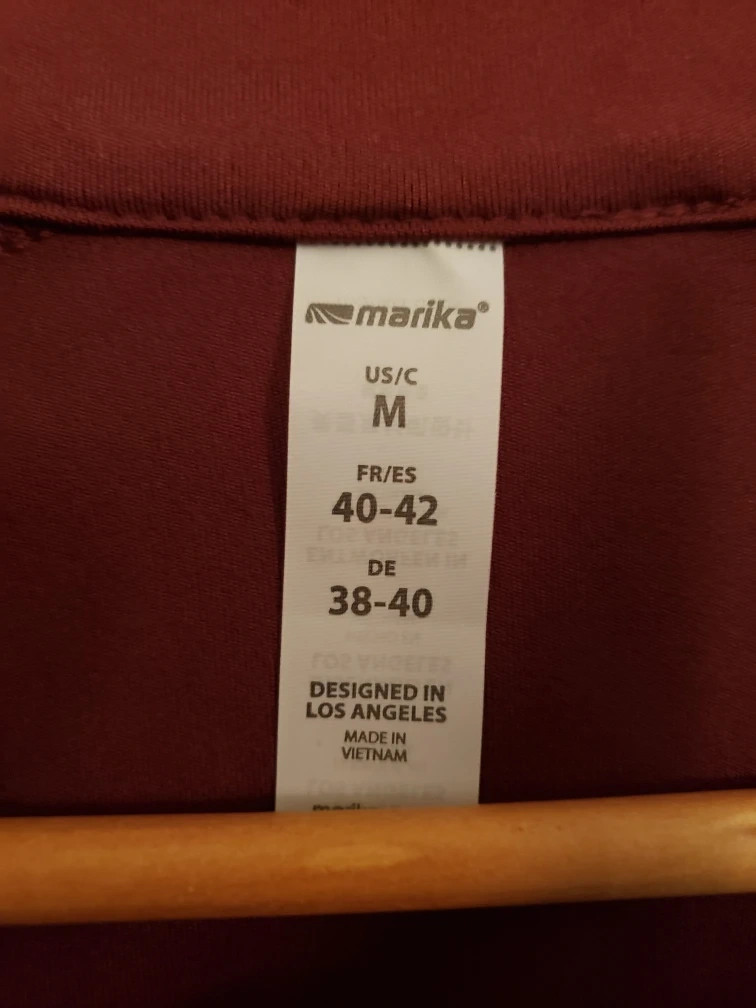 marika®
US/C
M
FR/ES
40-42
DE
38-40
DESIGNED IN
LOS ANGELES
MADE IN
VIETNAM